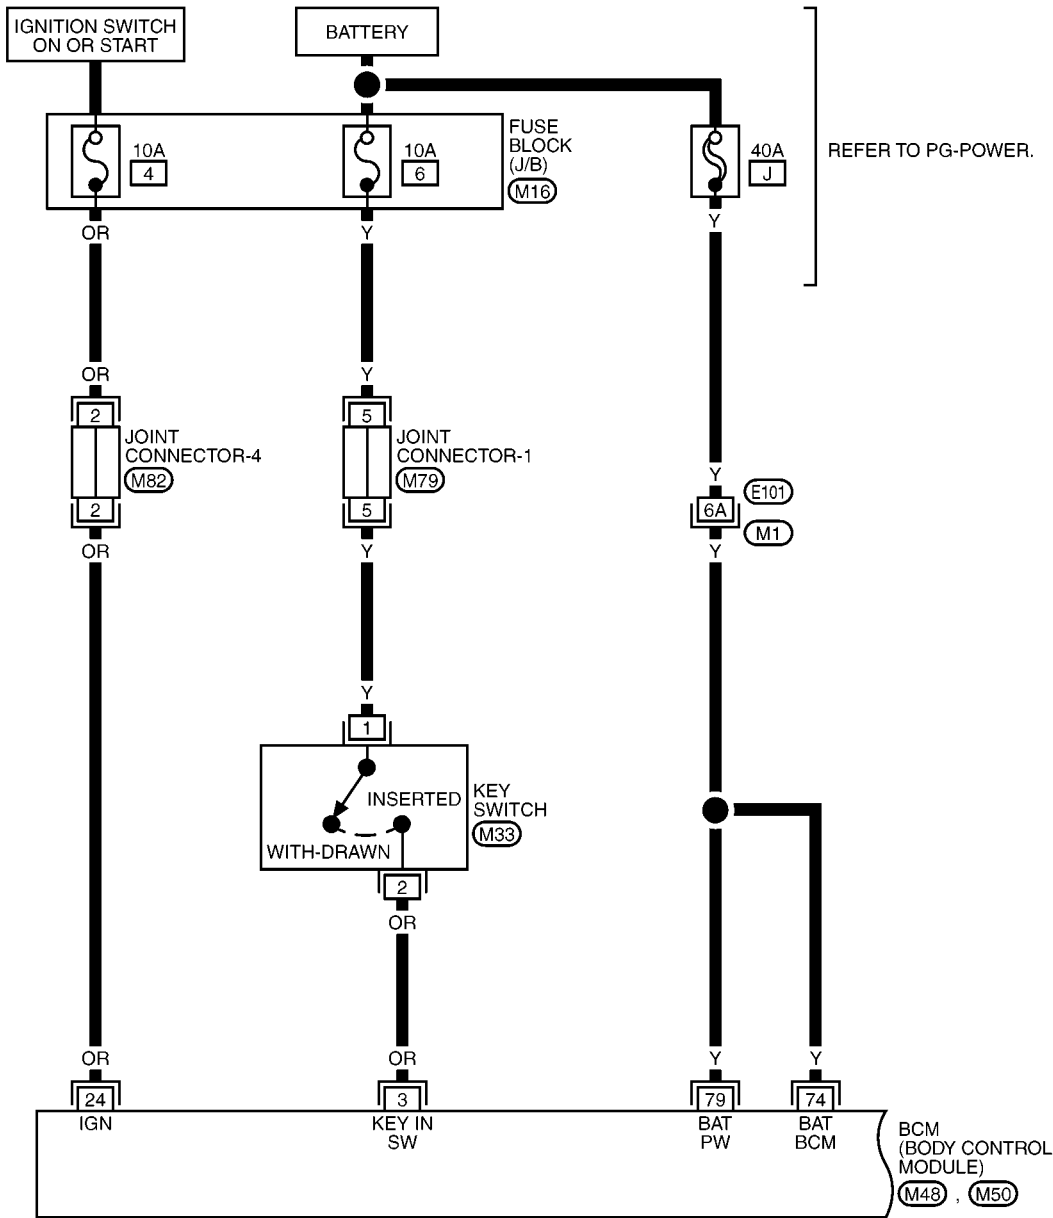 IGNITION SWITCH
ON OR START
BATTERY
10A
4
10A
6
FUSE
BLOCK
(J/B)
M16
40A
J
REFER TO PG-POWER.
OR
Y
Y
OR
Y
2
JOINT
CONNECTOR-4
M82
2
OR
5
JOINT
CONNECTOR-1
M79
5
Y
Y
6A
E101
M1
Y
Y
1
INSERTED
WITH-DRAWN
KEY
SWITCH
M33
2
OR
OR
OR
Y
Y
24
3
79
74
IGN
KEY IN
SW
BAT
PW
BAT
BCM
BCM
(BODY CONTROL
MODULE)
M48 , M50